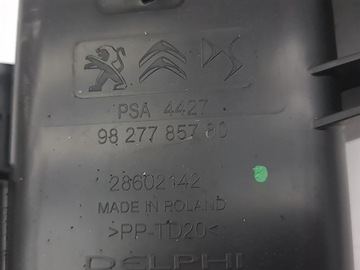 PSA 4427
98 277 857 80
28602142
MADE IN POLAND
>PP-TD20<
DELPHI